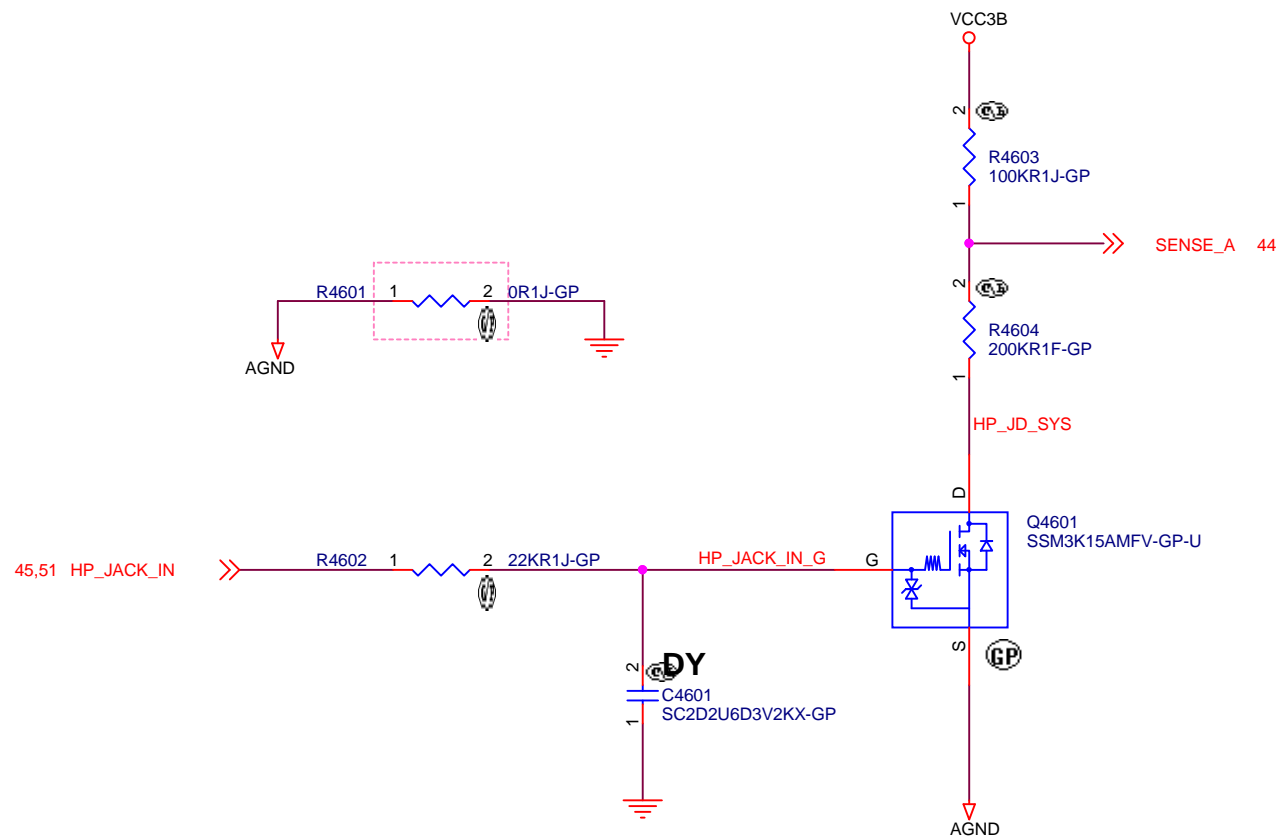 VCC3B
2
R4603
100KR1J-GP
1
SENSE_A 44
R4601 1 2 0R1J-GP
AGND
2
R4604
200KR1F-GP
1
HP_JD_SYS
D
Q4601
SSM3K15AMFV-GP-U
45,51 HP_JACK_IN R4602 1 2 22KR1J-GP HP_JACK_IN_G G
S
GP
2
DY
C4601
SC2D2U6D3V2KX-GP
1
AGND